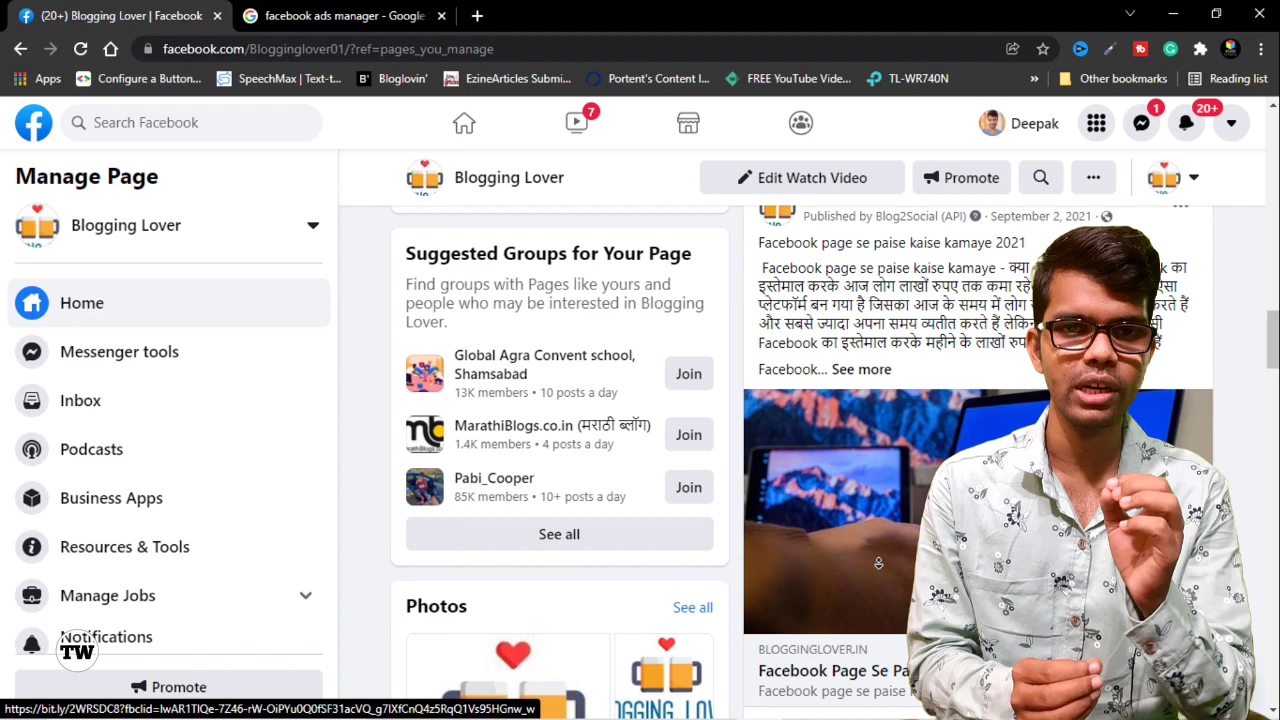 (20+) Blogging Lover | Facebook
facebook ads manager - Google
facebook.com/Blogginglover01/?ref=pages_you_manage
Apps
Configure a Button...
SpeechMax | Text-t...
Bloglovin'
EzineArticles Submi...
Portent's Content I...
FREE YouTube Vide...
TL-WR740N
Other bookmarks
Reading list
Search Facebook
7
Deepak
1
20+
Manage Page
Blogging Lover
Home
Messenger tools
Inbox
Podcasts
Business Apps
Resources & Tools
Manage Jobs
Notifications
TW
Promote
Blogging Lover
Edit Watch Video
Promote
Suggested Groups for Your Page
Find groups with Pages like yours and
people who may be interested in Blogging
Lover.
Global Agra Convent school,
Shamsabad
13K members • 10 posts a day
Join
MarathiBlogs.co.in (मराठी ब्लॉग)
1.4K members • 4 posts a day
Join
Pabi_Cooper
85K members • 10+ posts a day
Join
See all
Photos
See all
Published by Blog2Social (API) · September 2, 2021 ·
Facebook page se paise kaise kamaye 2021
Facebook page se paise kaise kamaye - क्या का
इस्तेमाल करके आज लोग लाखों रुपए तक कमा रहे
प्लेटफॉर्म बन गया है जिसका आज के समय में लोग करते हैं
और सबसे ज्यादा अपना समय व्यतीत करते हैं लेकिन
Facebook का इस्तेमाल करके महीने के लाखों हैं
Facebook... See more
BLOGGINGLOVER.IN
Facebook Page Se
Facebook page se paise
https://bit.ly/2WRSDC8?fbclid=